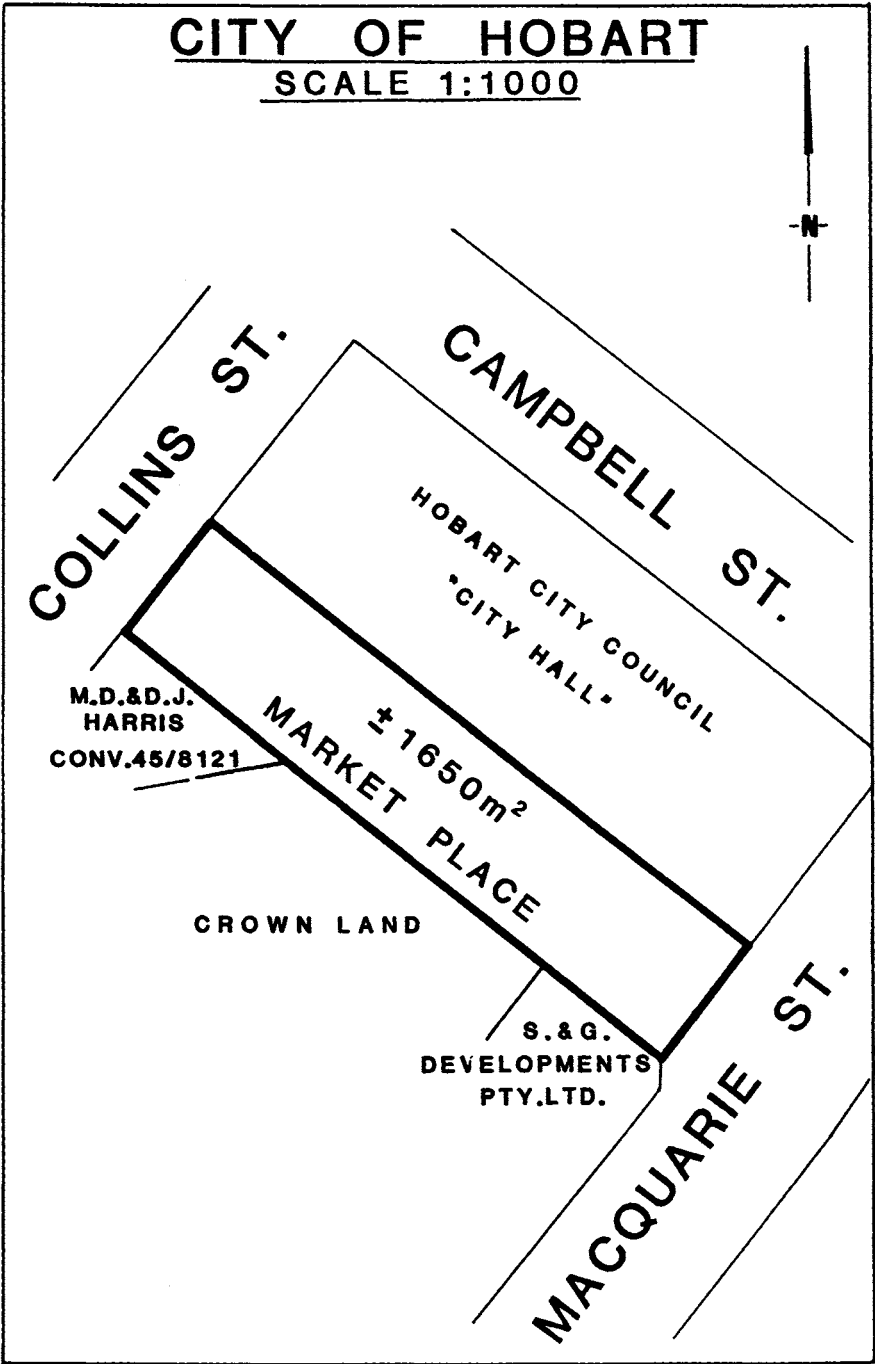 CITY OF HOBART
SCALE 1:1000
-N-
COLLINS ST.
CAMPBELL ST.
HOBART CITY COUNCIL
"CITY HALL"
± 1650m²
MARKET PLACE
M.D.&D.J.
HARRIS
CONV.45/8121
CROWN LAND
S.&G.
DEVELOPMENTS
PTY.LTD.
MACQUARIE ST.